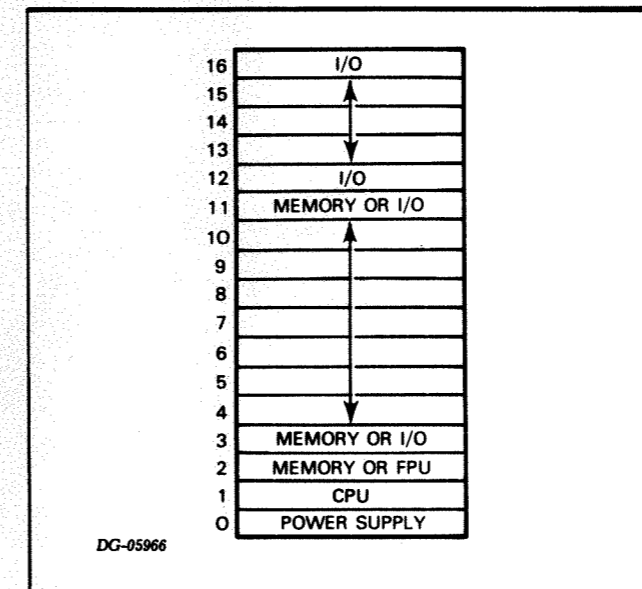 16 I/O
15
14
13
12 I/O
11 MEMORY OR I/O
10
9
8
7
6
5
4
3 MEMORY OR I/O
2 MEMORY OR FPU
1 CPU
0 POWER SUPPLY
DG-05966